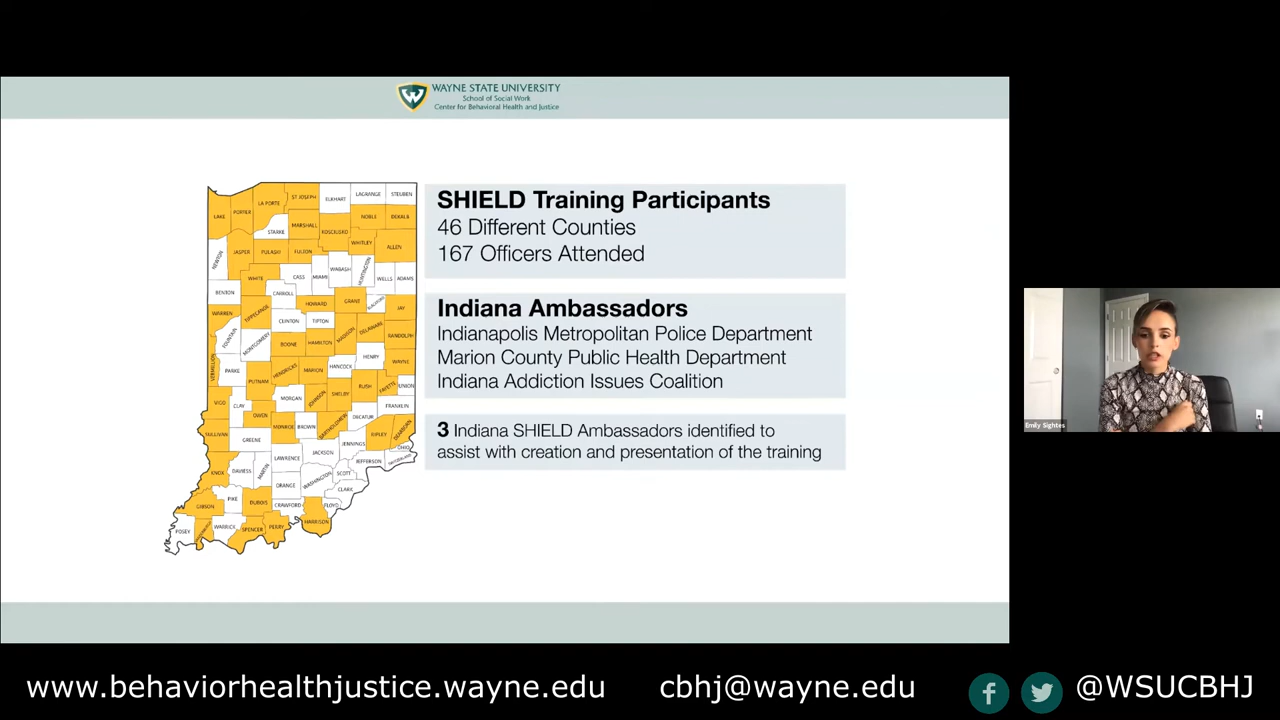 WAYNE STATE UNIVERSITY
School of Social Work
Center for Behavioral Health and Justice
LAKE
PORTER
LA PORTE
ST JOSEPH
ELKHART
LAGRANGE
STEUBEN
STARKE
MARSHALL
KOSCIUSKO
NOBLE
DEKALB
NEWTON
JASPER
PULASKI
FULTON
WHITLEY
ALLEN
WHITE
CASS
MIAMI
WABASH
HUNTINGTON
WELLS
ADAMS
BENTON
CARROLL
HOWARD
GRANT
BLACKFORD
JAY
WARREN
TIPPECANOE
CLINTON
TIPTON
MADISON
DELAWARE
RANDOLPH
FOUNTAIN
MONTGOMERY
BOONE
HAMILTON
HENRY
WAYNE
VERMILLION
PARKE
PUTNAM
HENDRICKS
MARION
HANCOCK
RUSH
FAYETTE
UNION
VIGO
CLAY
OWEN
MORGAN
JOHNSON
SHELBY
FRANKLIN
SULLIVAN
GREENE
MONROE
BROWN
BARTHOLOMEW
DECATUR
RIPLEY
DEARBORN
KNOX
DAVIESS
MARTIN
LAWRENCE
JACKSON
JENNINGS
JEFFERSON
OHIO
SWITZERLAND
GIBSON
PIKE
DUBOIS
ORANGE
WASHINGTON
SCOTT
CLARK
POSEY
WARRICK
SPENCER
PERRY
CRAWFORD
HARRISON
FLOYD
SHIELD Training Participants
46 Different Counties
167 Officers Attended
Indiana Ambassadors
Indianapolis Metropolitan Police Department
Marion County Public Health Department
Indiana Addiction Issues Coalition
3 Indiana SHIELD Ambassadors identified to
assist with creation and presentation of the training
Emily Sightes
www.behaviorhealthjustice.wayne.edu
cbhj@wayne.edu
@WSUCBHJ